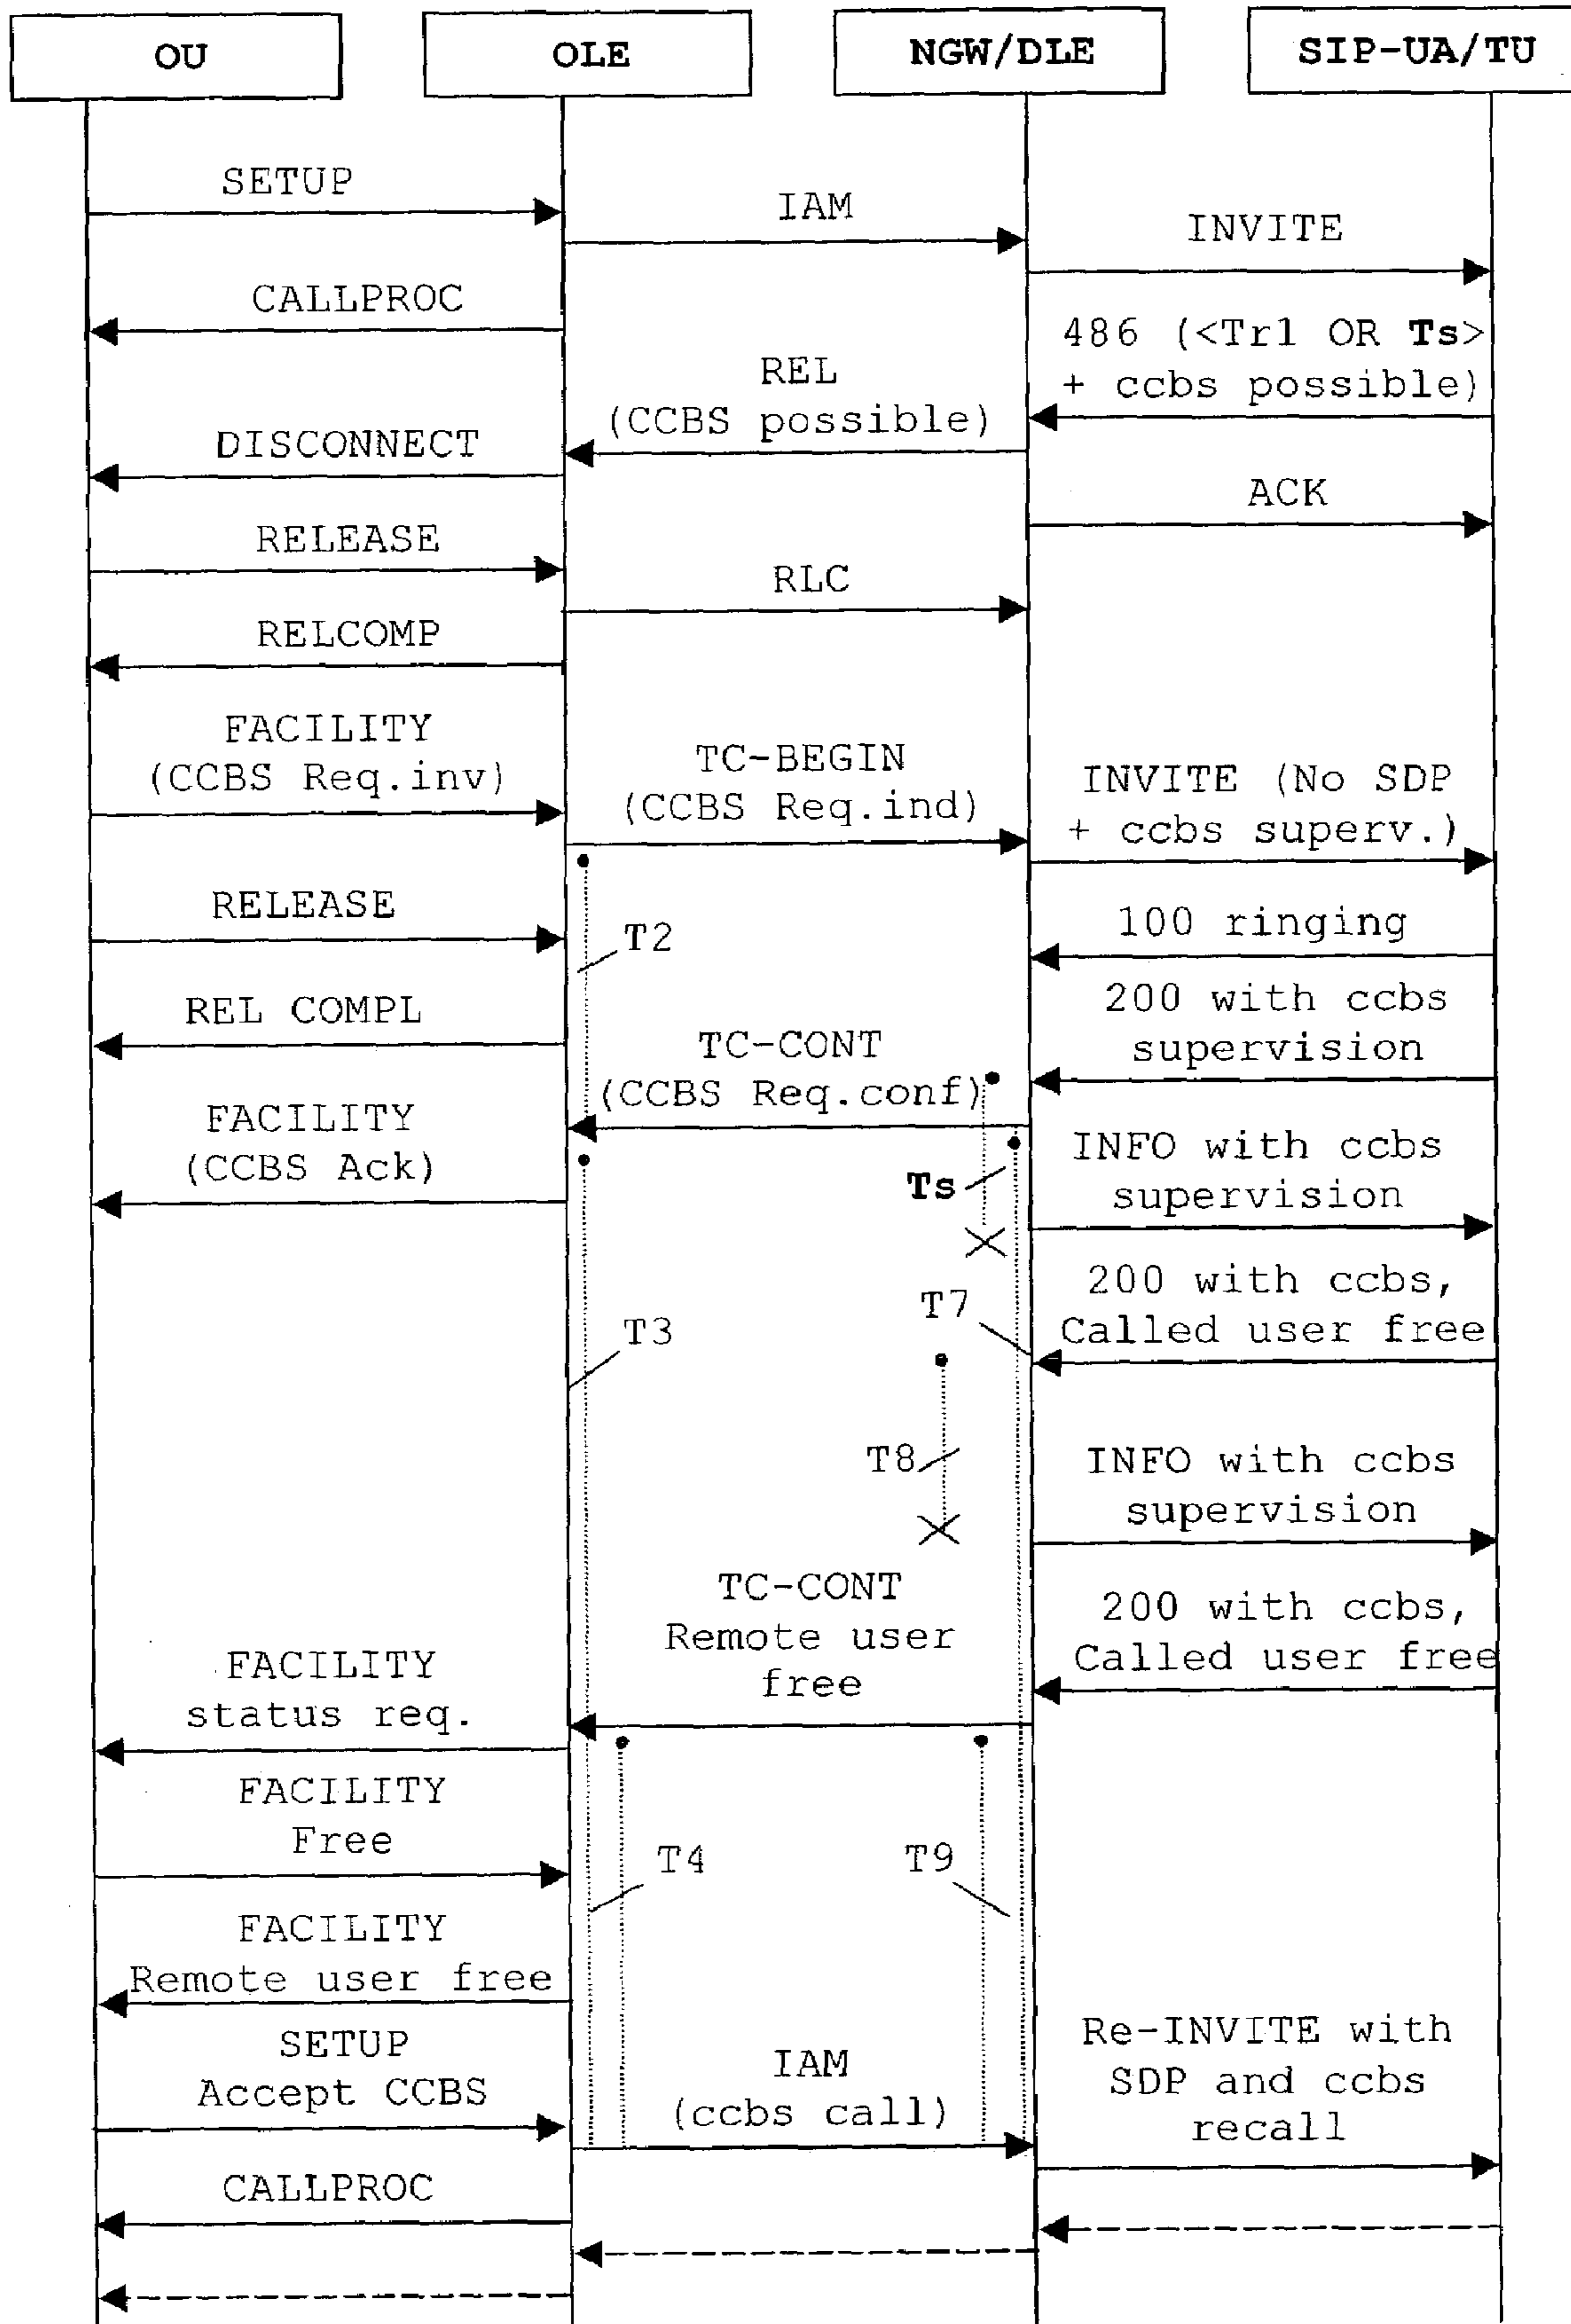 OU
OLE
NGW/DLE
SIP-UA/TU
SETUP
IAM
INVITE
CALLPROC
486 (<Tr1 OR Ts>
+ ccbs possible)
REL
(CCBS possible)
DISCONNECT
ACK
RELEASE
RLC
RELCOMP
FACILITY
(CCBS Req.inv)
TC-BEGIN
(CCBS Req.ind)
INVITE (No SDP
+ ccbs superv.)
RELEASE
T2
100 ringing
REL COMPL
200 with ccbs
supervision
TC-CONT
(CCBS Req.conf)
FACILITY
(CCBS Ack)
Ts
INFO with ccbs
supervision
T3
T7
200 with ccbs,
Called user free
T8
INFO with ccbs
supervision
TC-CONT
Remote user
free
200 with ccbs,
Called user free
FACILITY
status req.
FACILITY
Free
T4
T9
FACILITY
Remote user free
SETUP
Accept CCBS
IAM
(ccbs call)
Re-INVITE with
SDP and ccbs
recall
CALLPROC